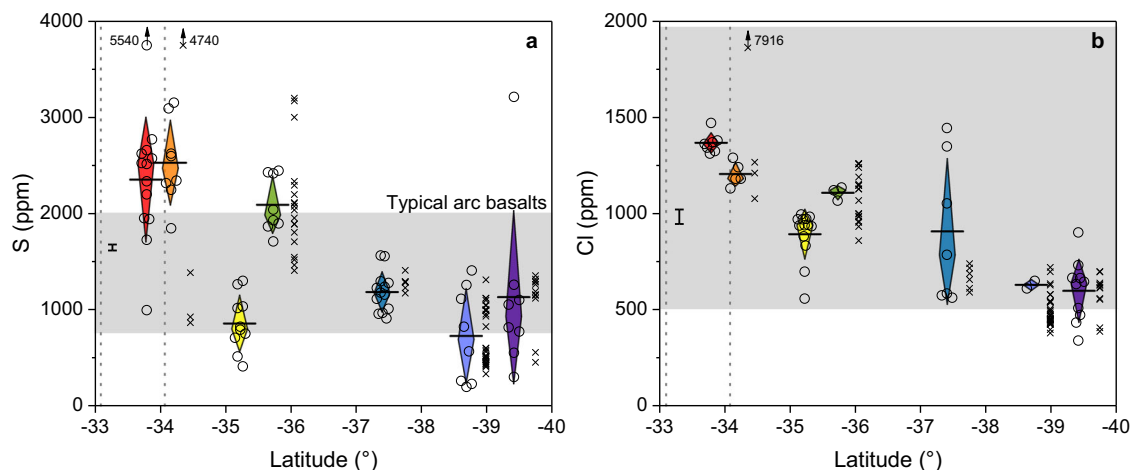 5540
4740
a
4000
3000
2000
1000
0
S (ppm)
Typical arc basalts
-33 -34 -35 -36 -37 -38 -39 -40
Latitude (°)
7916
b
2000
1500
1000
500
0
Cl (ppm)
-33 -34 -35 -36 -37 -38 -39 -40
Latitude (°)